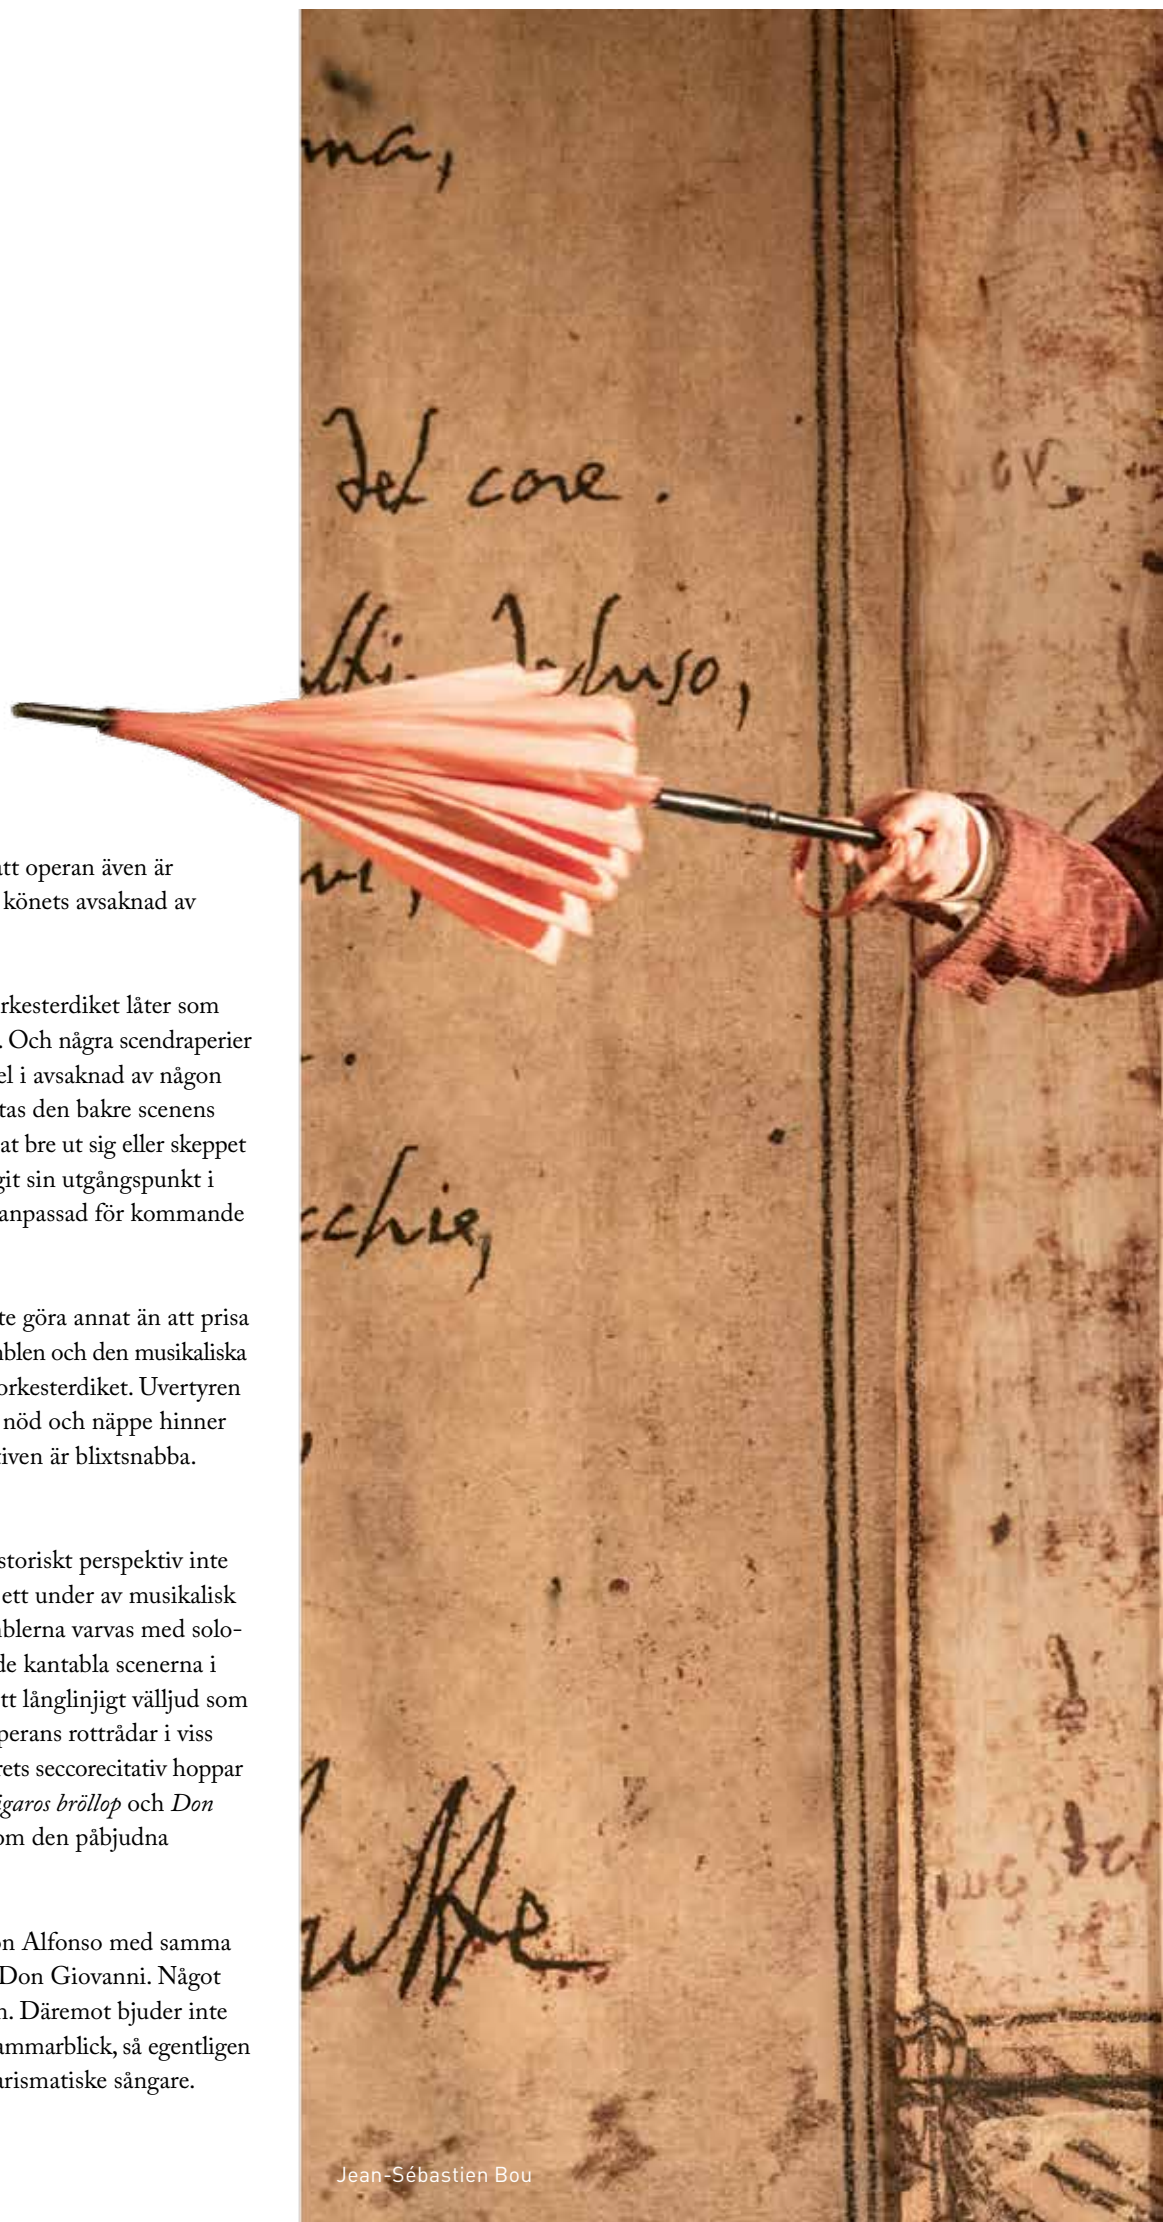 att operan även är
könets avsaknad av
rkesterdiket låter som
. Och några scendraperier
el i avsaknad av någon
tas den bakre scenens
at bre ut sig eller skeppet
git sin utgångspunkt i
anpassad för kommande
te göra annat än att prisa
nblen och den musikaliska
orkesterdiket. Uvertyren
nöd och näppe hinner
tiven är blixtsnabba.
storiskt perspektiv inte
ett under av musikalisk
nblerna varvas med solo-
de kantabla scenerna i
tt långlinjigt välljud som
perans rottrådar i viss
rets seccorecitativ hoppar
igaros bröllop och Don
om den påbjudna
on Alfonso med samma
Don Giovanni. Något
n. Däremot bjuder inte
ammarblick, så egentligen
arismatiske sångare.
del core.
cchie,
utte
Jean-Sébastien Bou